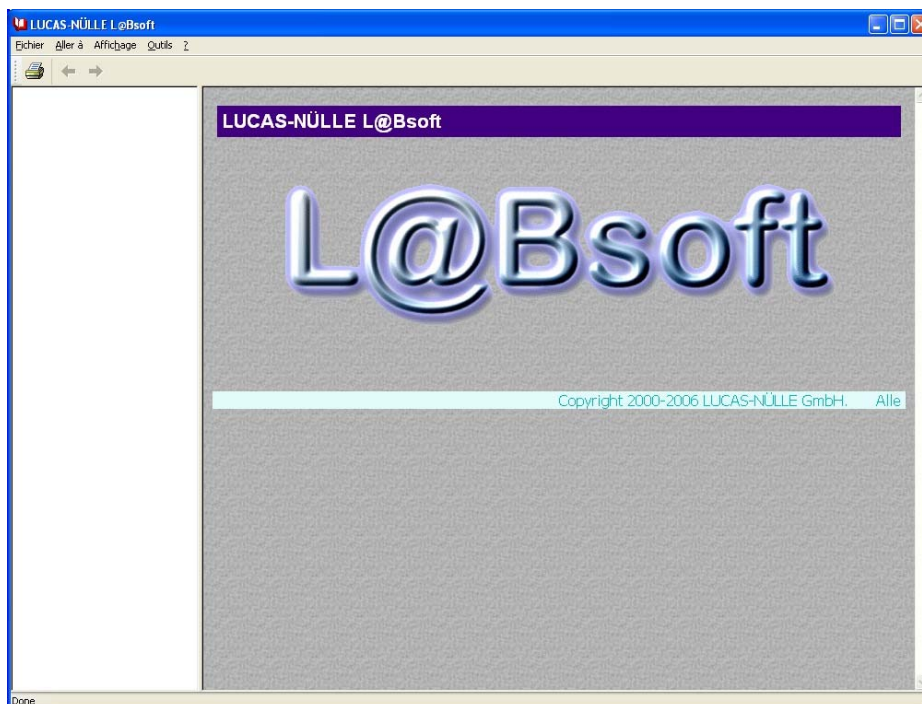 LUCAS-NÜLLE L@Bsoft
Fichier Aller à Affichage Outils ?
LUCAS-NÜLLE L@Bsoft
L@Bsoft
Copyright 2000-2006 LUCAS-NÜLLE GmbH. Alle
Done